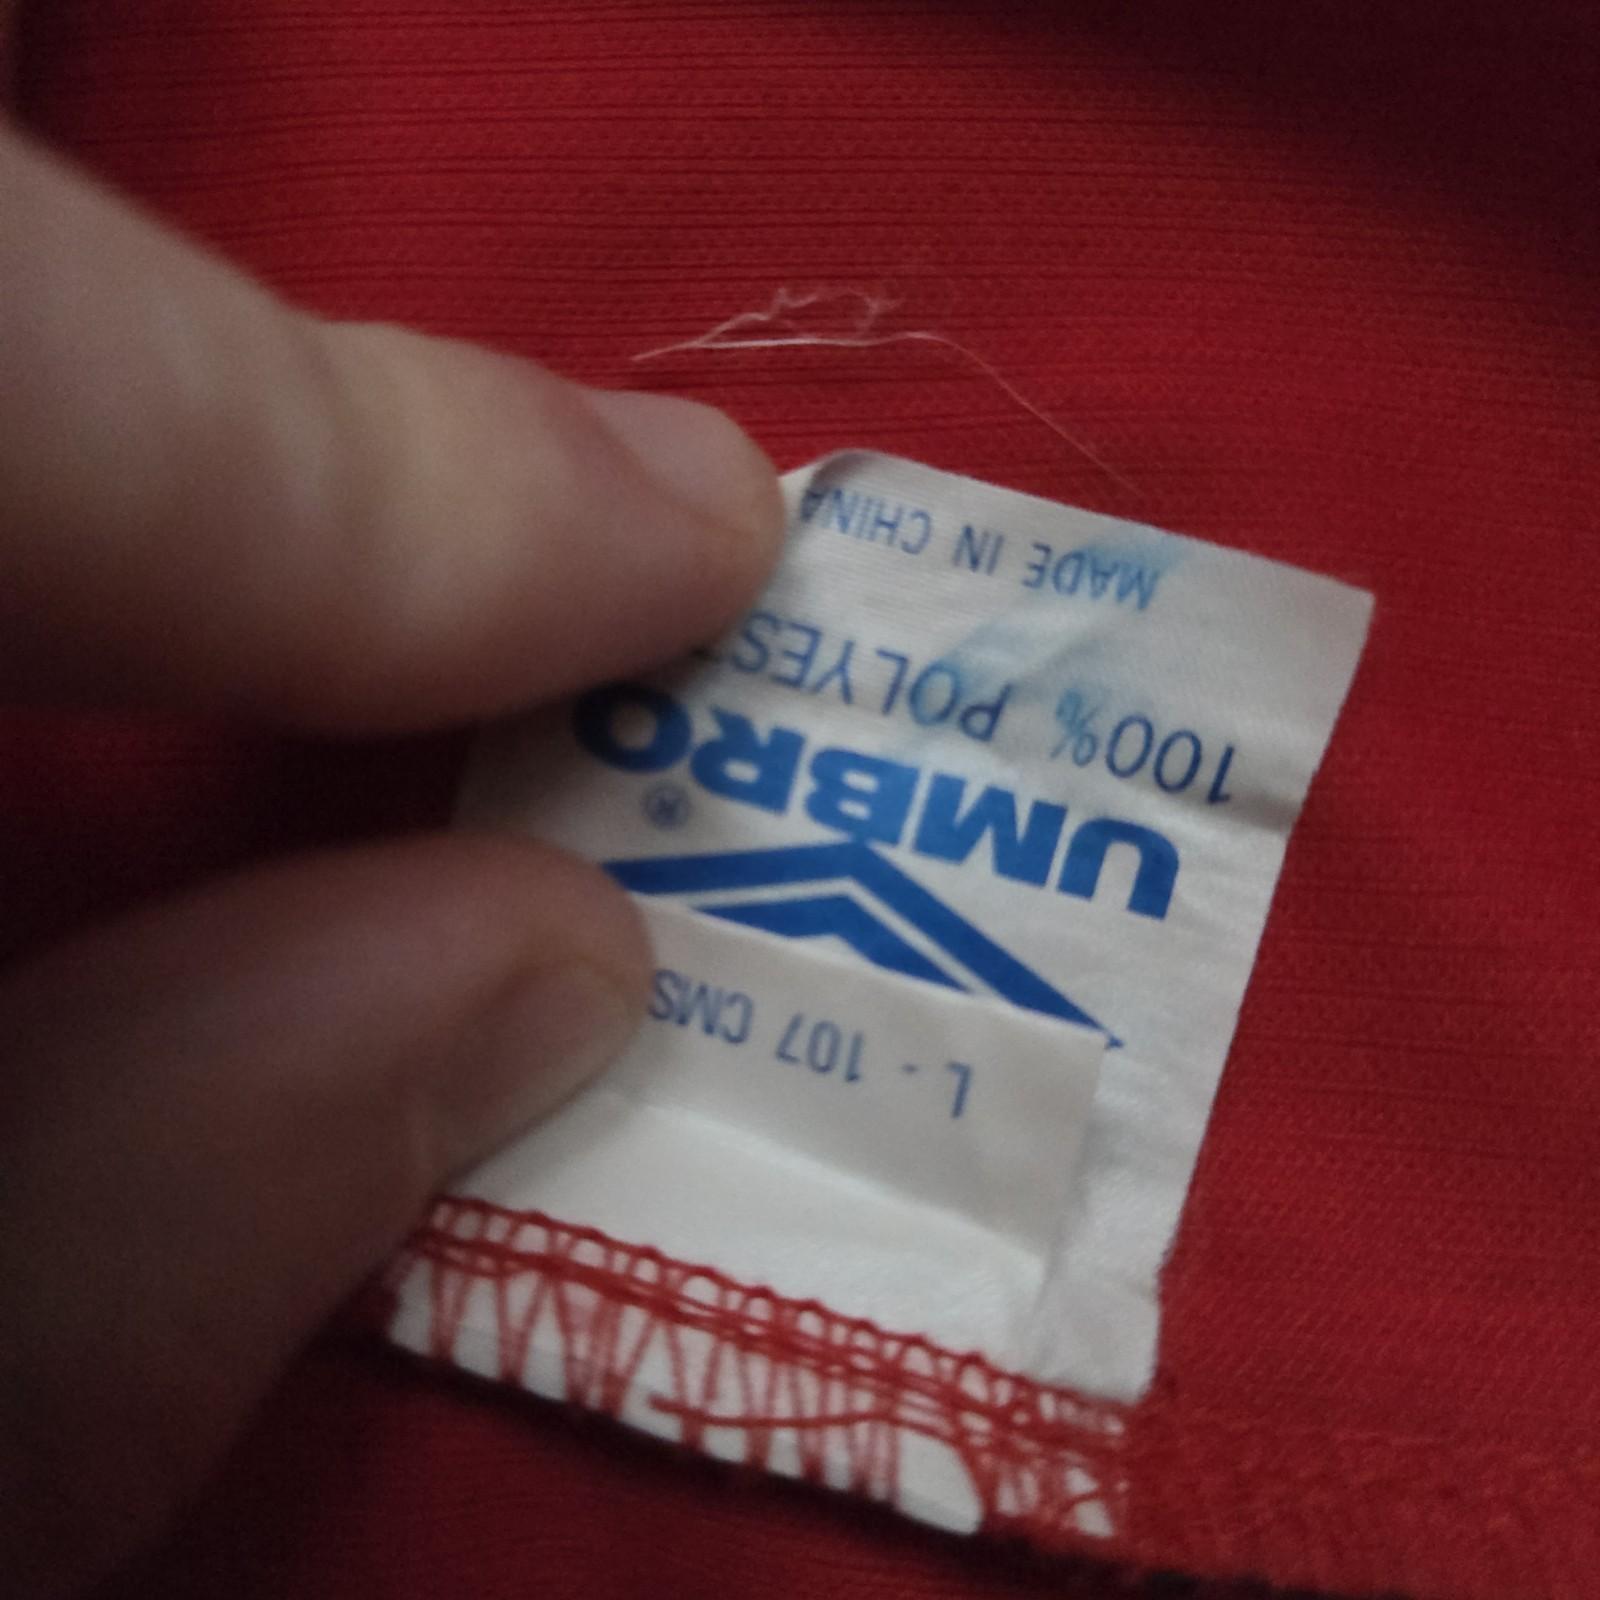 L - 107 CMS
UMBRO®
100% POLYEST
MADE IN CHINA